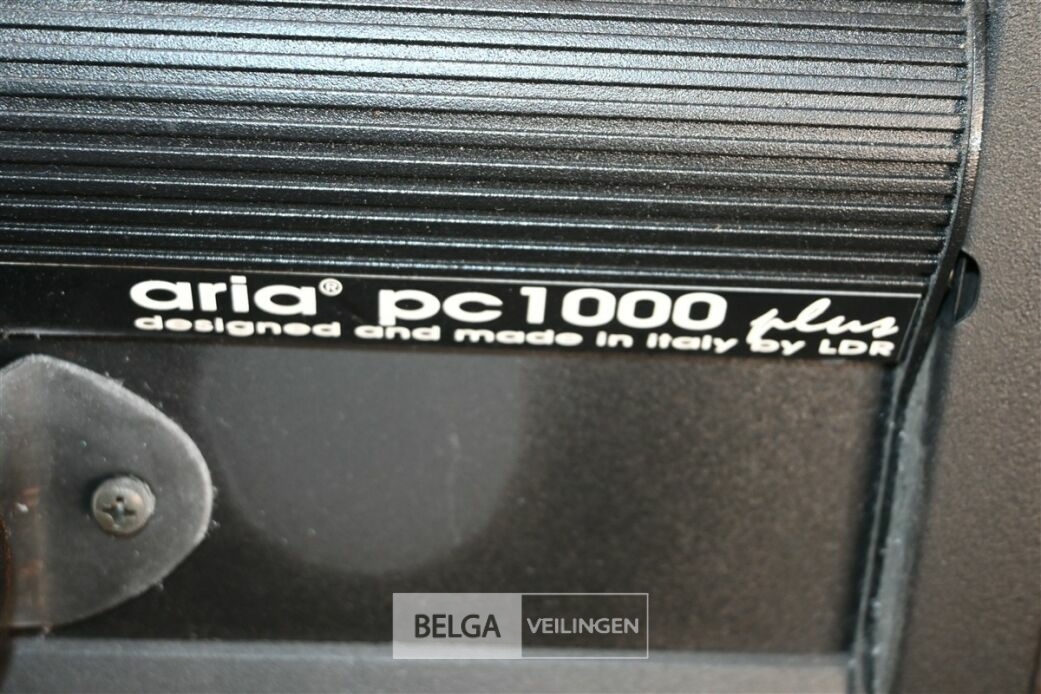 aria® pc1000 plus
designed and made in italy by LDR
BELGA VEILINGEN